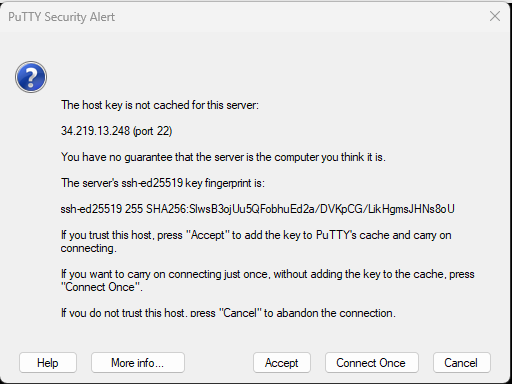 PuTTY Security Alert
The host key is not cached for this server:
34.219.13.248 (port 22)
You have no guarantee that the server is the computer you think it is.
The server's ssh-ed25519 key fingerprint is:
ssh-ed25519 255 SHA256:SlwsB3ojUu5QFobhuEd2a/DVKpCG/LikHgmsJHNs8oU
If you trust this host, press "Accept" to add the key to PuTTY's cache and carry on
connecting.
If you want to carry on connecting just once, without adding the key to the cache, press
"Connect Once".
If you do not trust this host, press "Cancel" to abandon the connection.
Help More info... Accept Connect Once Cancel